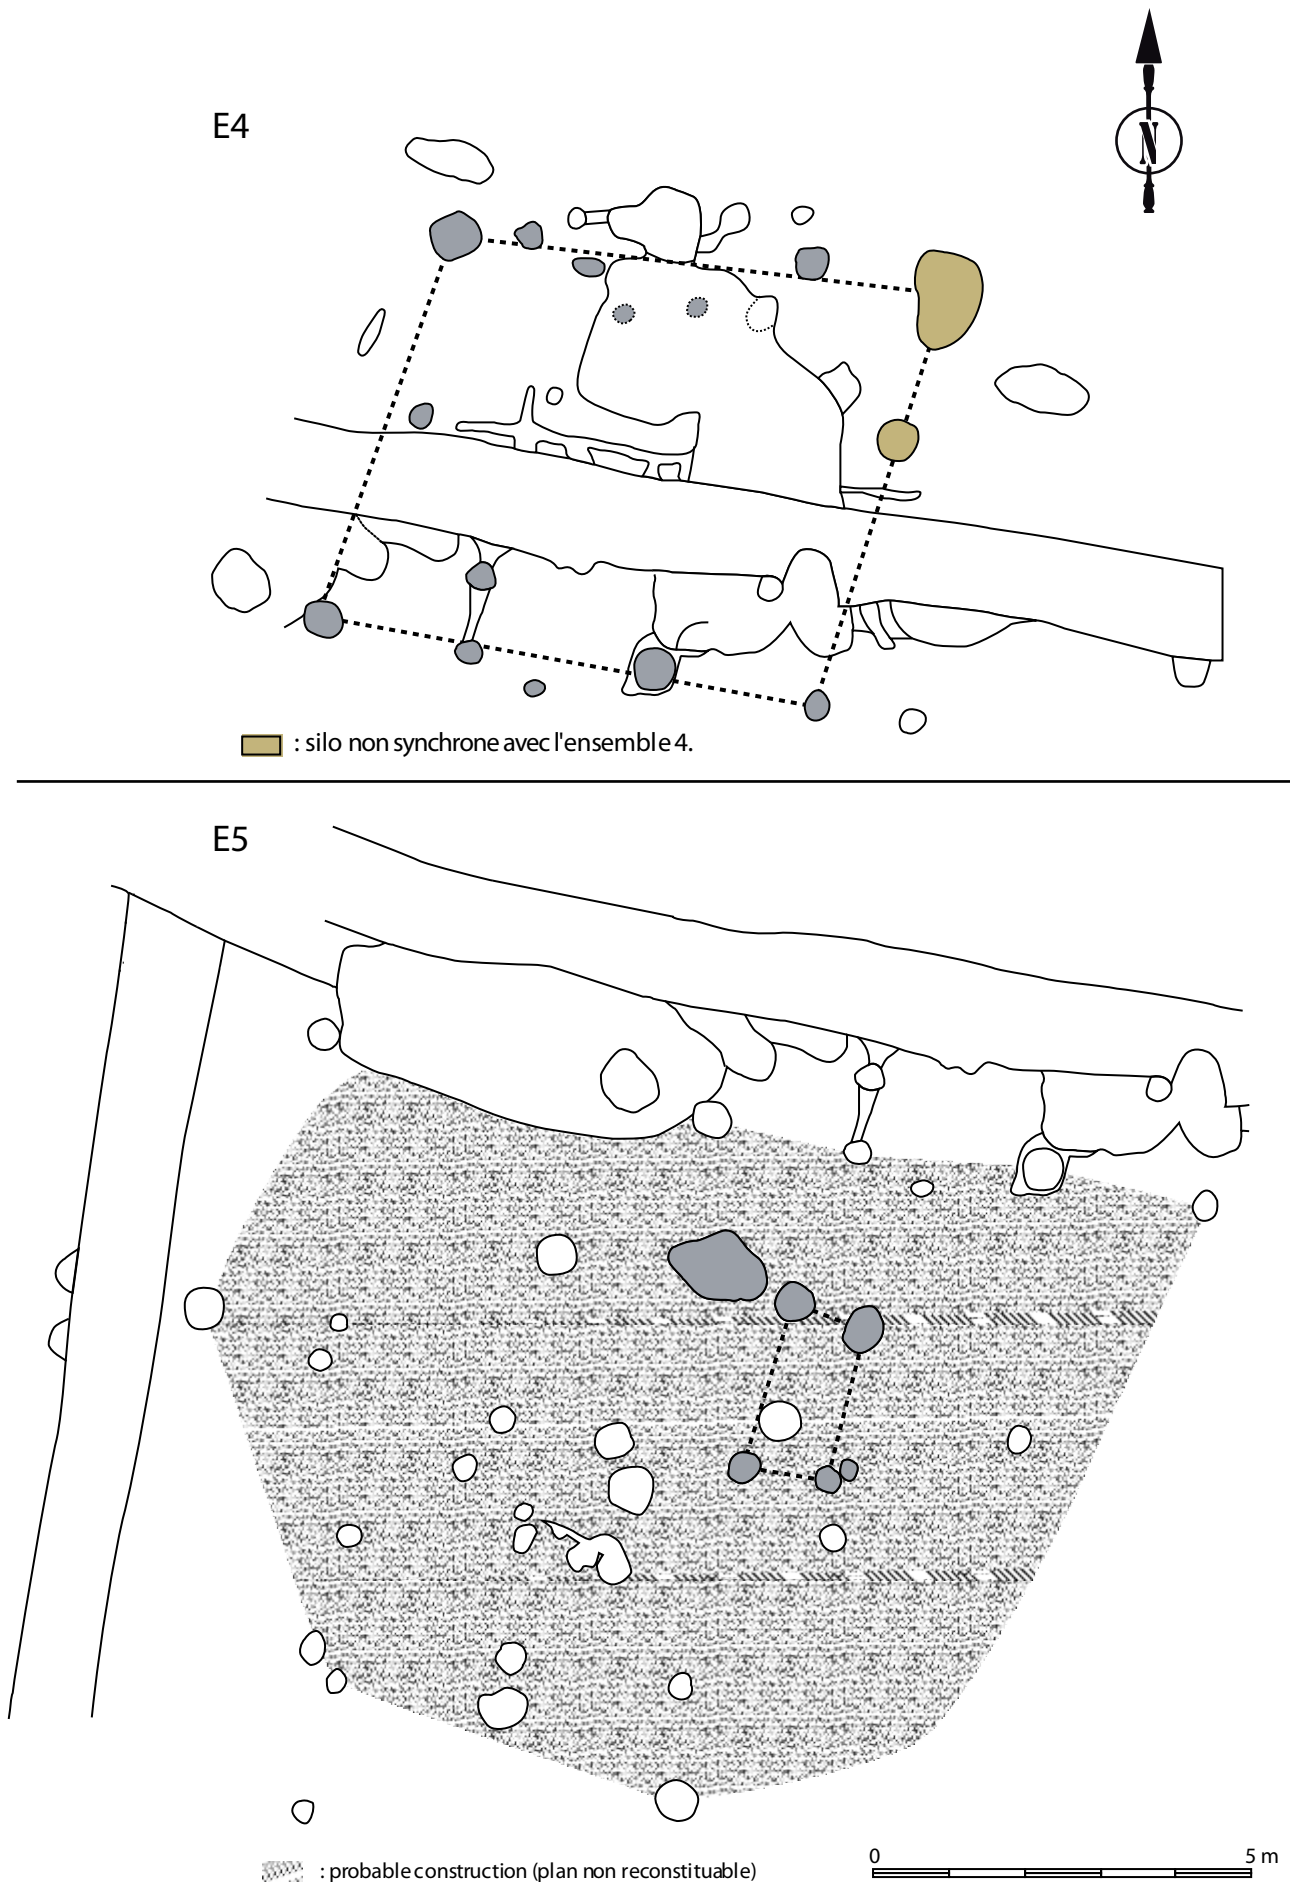 N
E4
: silo non synchrone avec l'ensemble 4.
E5
: probable construction (plan non reconstituable)
0 5 m